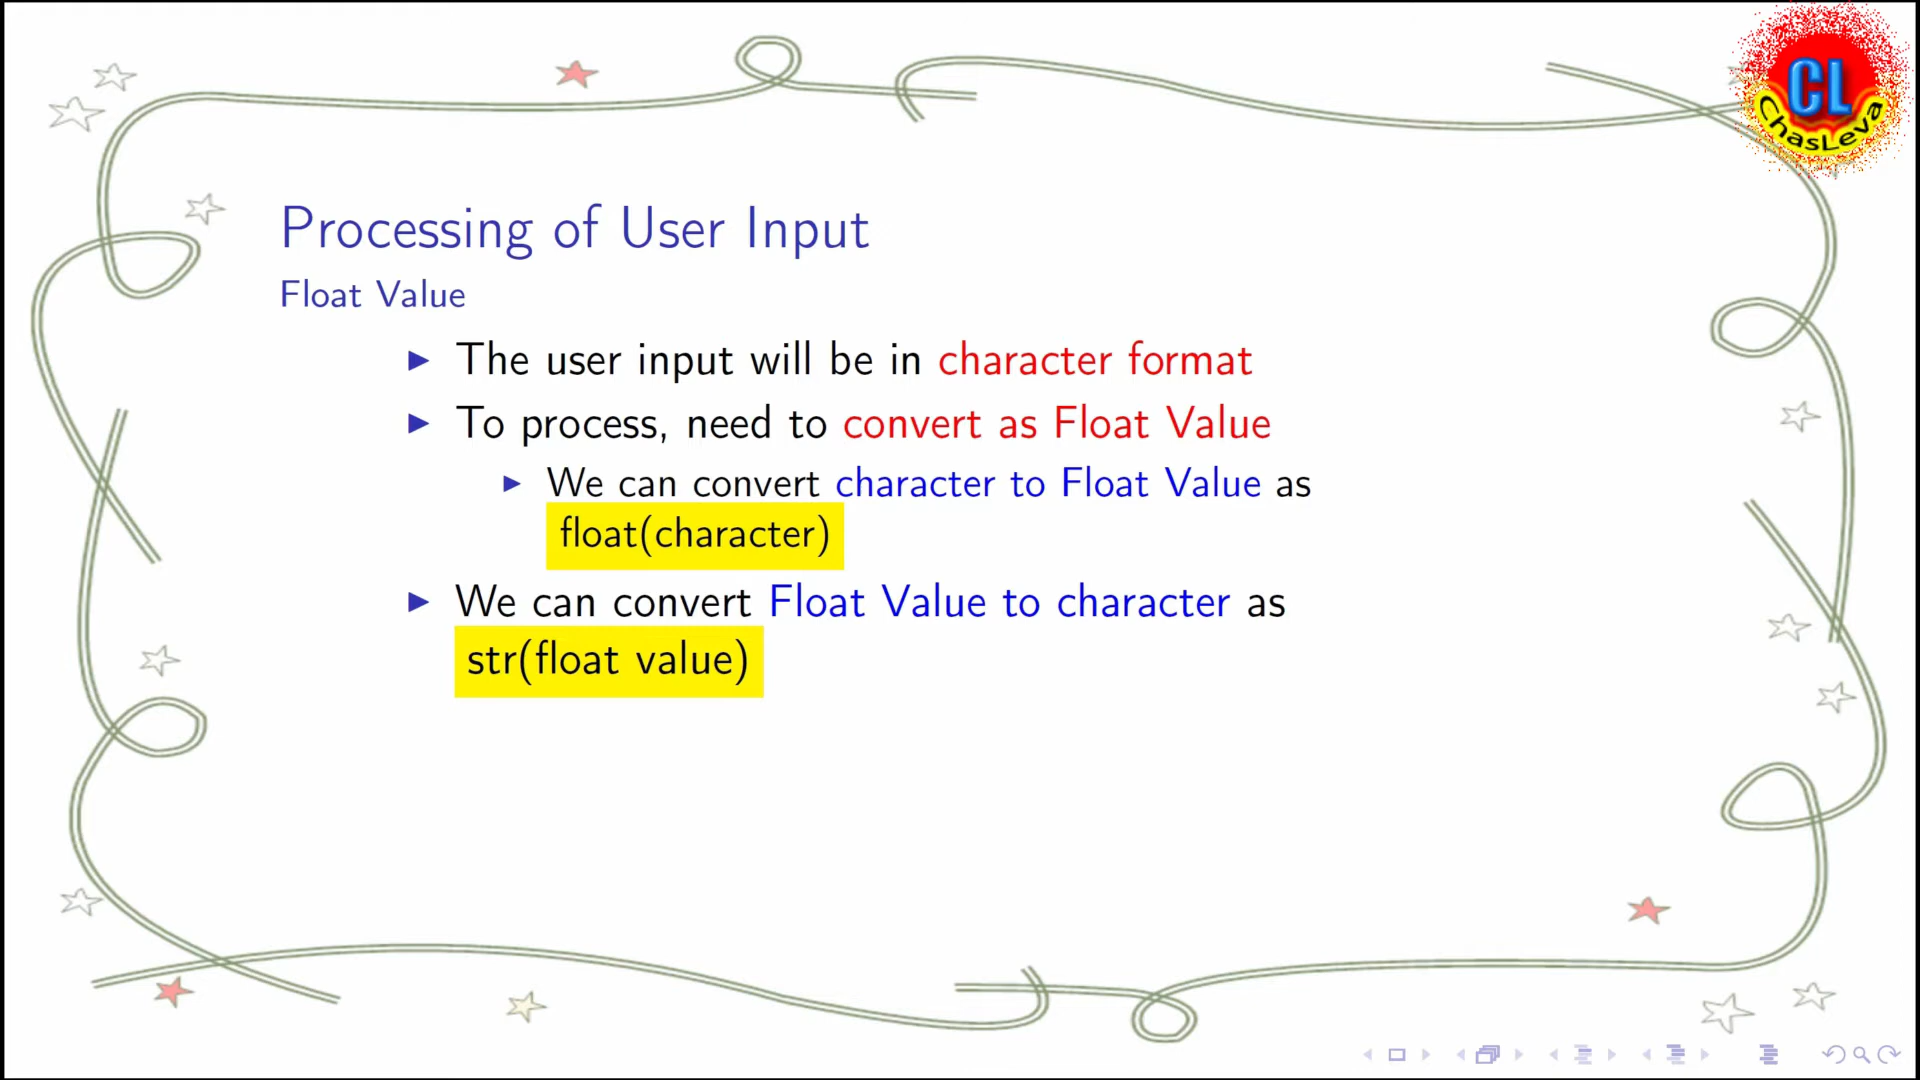 CL
ChasLeva
Processing of User Input
Float Value
The user input will be in character format
To process, need to convert as Float Value
We can convert character to Float Value as
float(character)
We can convert Float Value to character as
str(float value)